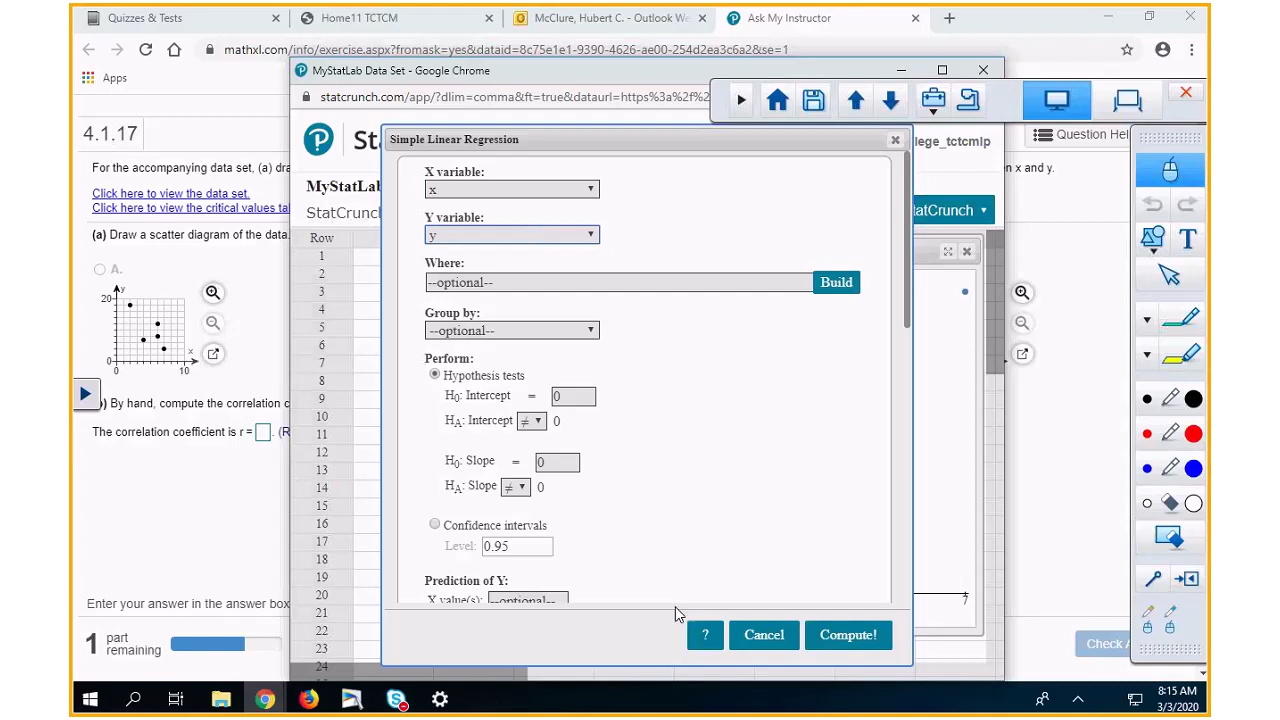 Quizzes & Tests
Home11 TCTCM
McClure, Hubert C. - Outlook We
Ask My Instructor
mathxl.com/info/exercise.aspx?fromask=yes&dataid=8c75e1e1-9390-4626-ae00-254d2ea3c6a2&se=1
Apps
MyStatLab Data Set - Google Chrome
statcrunch.com/app/?dlim=comma&ft=true&dataurl=https%3a%2f%2
4.1.17
Question Hel
Sta
Simple Linear Regression
lege_tctcmlp
For the accompanying data set, (a) dra
n x and y.
Click here to view the data set.
Click here to view the critical values tal
MyStatLab
StatCrunch
tatCrunch
(a) Draw a scatter diagram of the data.
Row
X variable:
x
Y variable:
y
Where:
--optional--
Build
Group by:
--optional--
Perform:
Hypothesis tests
H0: Intercept = 0
HA: Intercept ≠ 0
H0: Slope = 0
HA: Slope ≠ 0
Confidence intervals
Level: 0.95
Prediction of Y:
X value(s): --optional--
? Cancel Compute!
A.
20
y
0
0
10
x
) By hand, compute the correlation c
The correlation coefficient is r = . (R
1
2
3
4
5
6
7
8
9
10
11
12
13
14
15
16
17
18
19
20
21
22
23
24
7
T
Enter your answer in the answer box
1 part
remaining
Check A
8:15 AM
3/3/2020